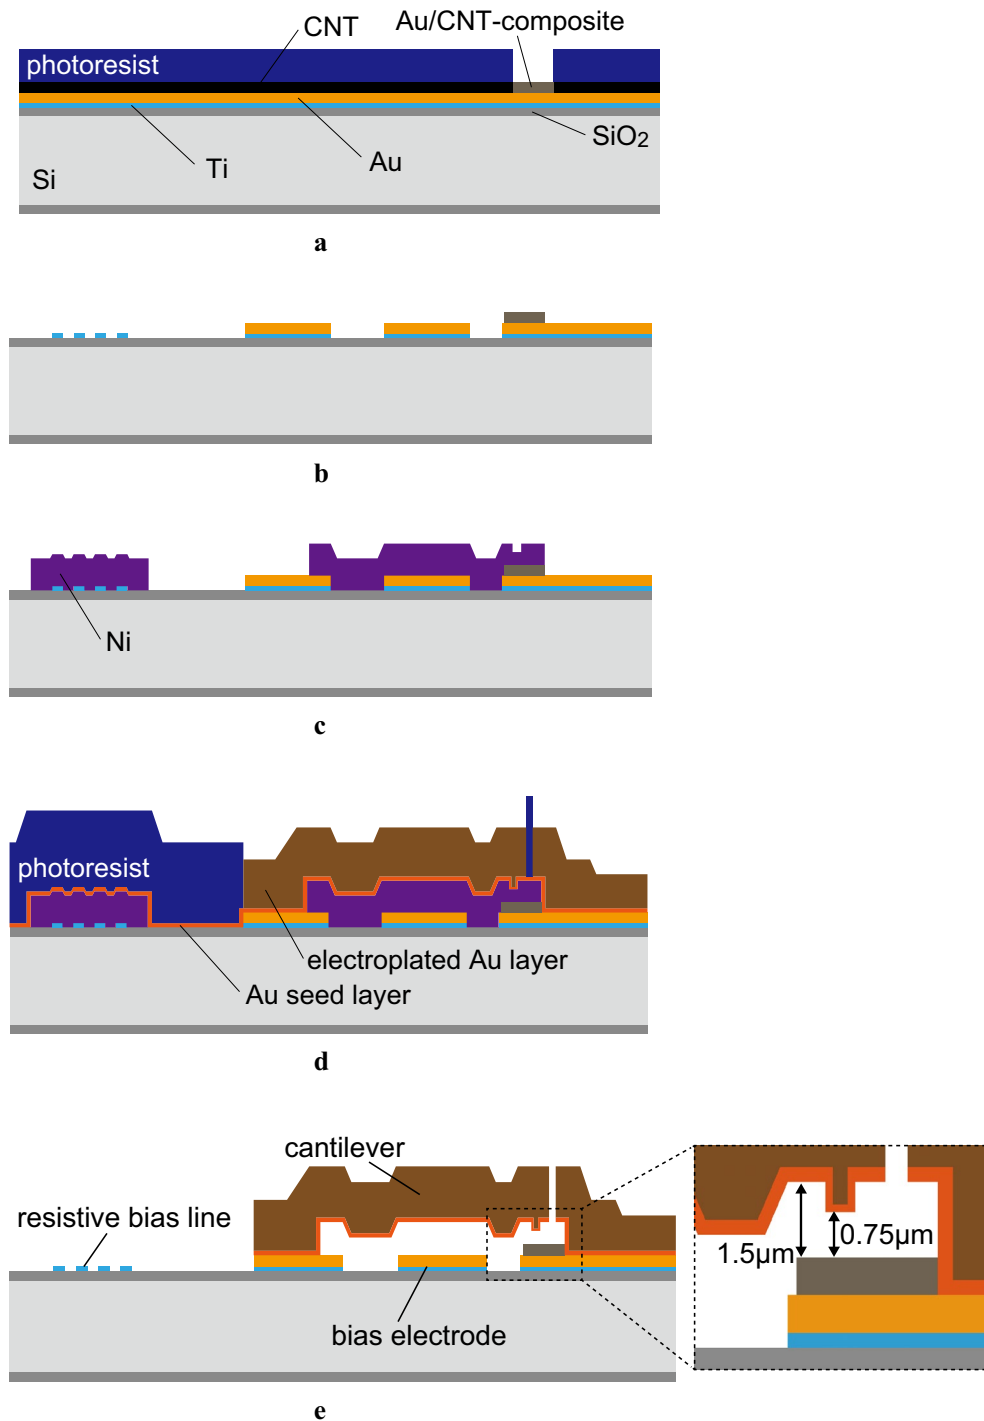 CNT
Au/CNT-composite
photoresist
SiO2
Ti
Au
Si
a
b
Ni
c
photoresist
electroplated Au layer
Au seed layer
d
cantilever
resistive bias line
0.75µm
1.5µm
bias electrode
e